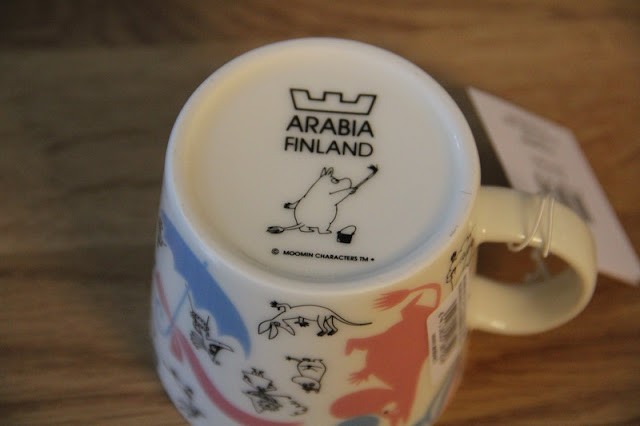 ARABIA
FINLAND
© MOOMIN CHARACTERS TM